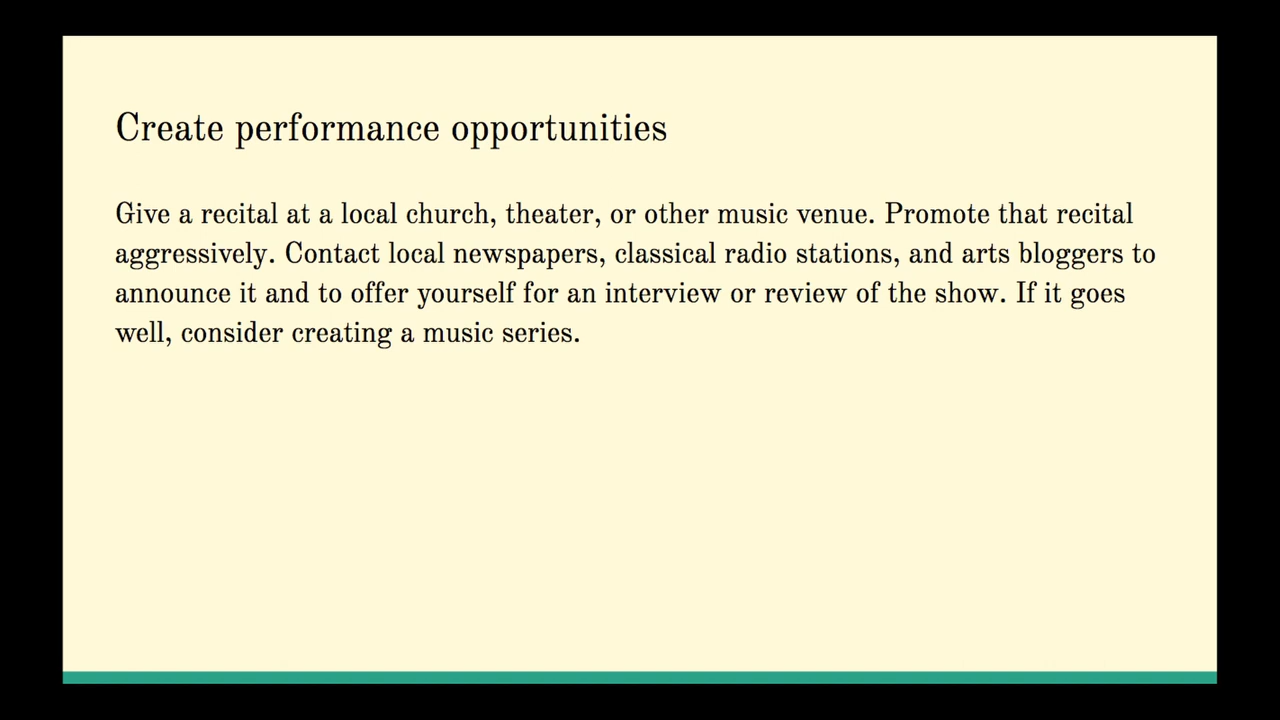 Create performance opportunities
Give a recital at a local church, theater, or other music venue. Promote that recital
aggressively. Contact local newspapers, classical radio stations, and arts bloggers to
announce it and to offer yourself for an interview or review of the show. If it goes
well, consider creating a music series.